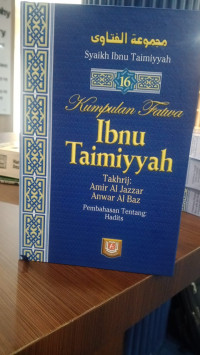 مجموعة الفتاوى
Syaikh Ibnu Taimiyyah
16
Kumpulan Fatwa
Ibnu
Taimiyyah
Takhrij:
Amir Al Jazzar
Anwar Al Baz
Pembahasan Tentang:
Hadits